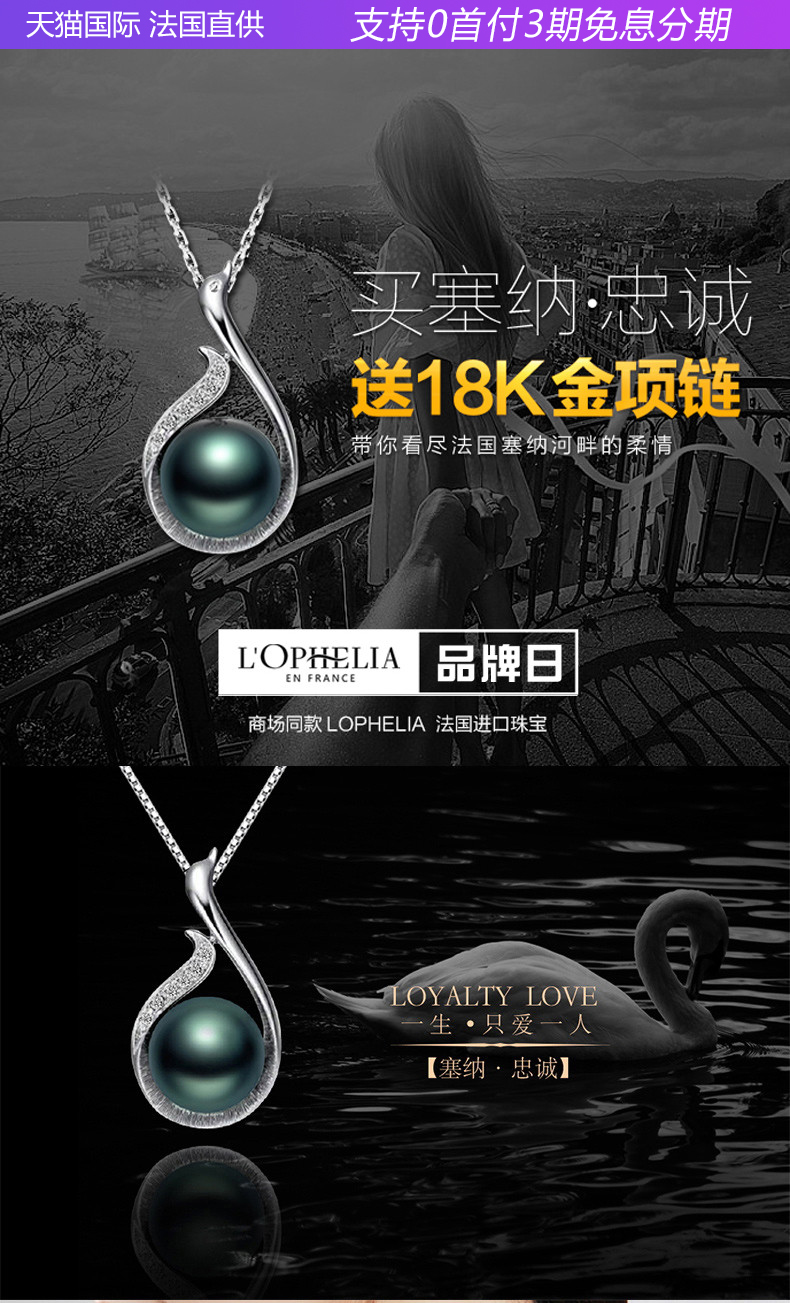 天猫国际 法国直供
支持0首付3期免息分期
买塞纳·忠诚
送18K金项链
带你看尽法国塞纳河畔的柔情
L'OPHELIA
EN FRANCE
品牌日
商场同款 LOPHELIA 法国进口珠宝
LOYALTY LOVE
一生·只爱一人
【塞纳·忠诚】